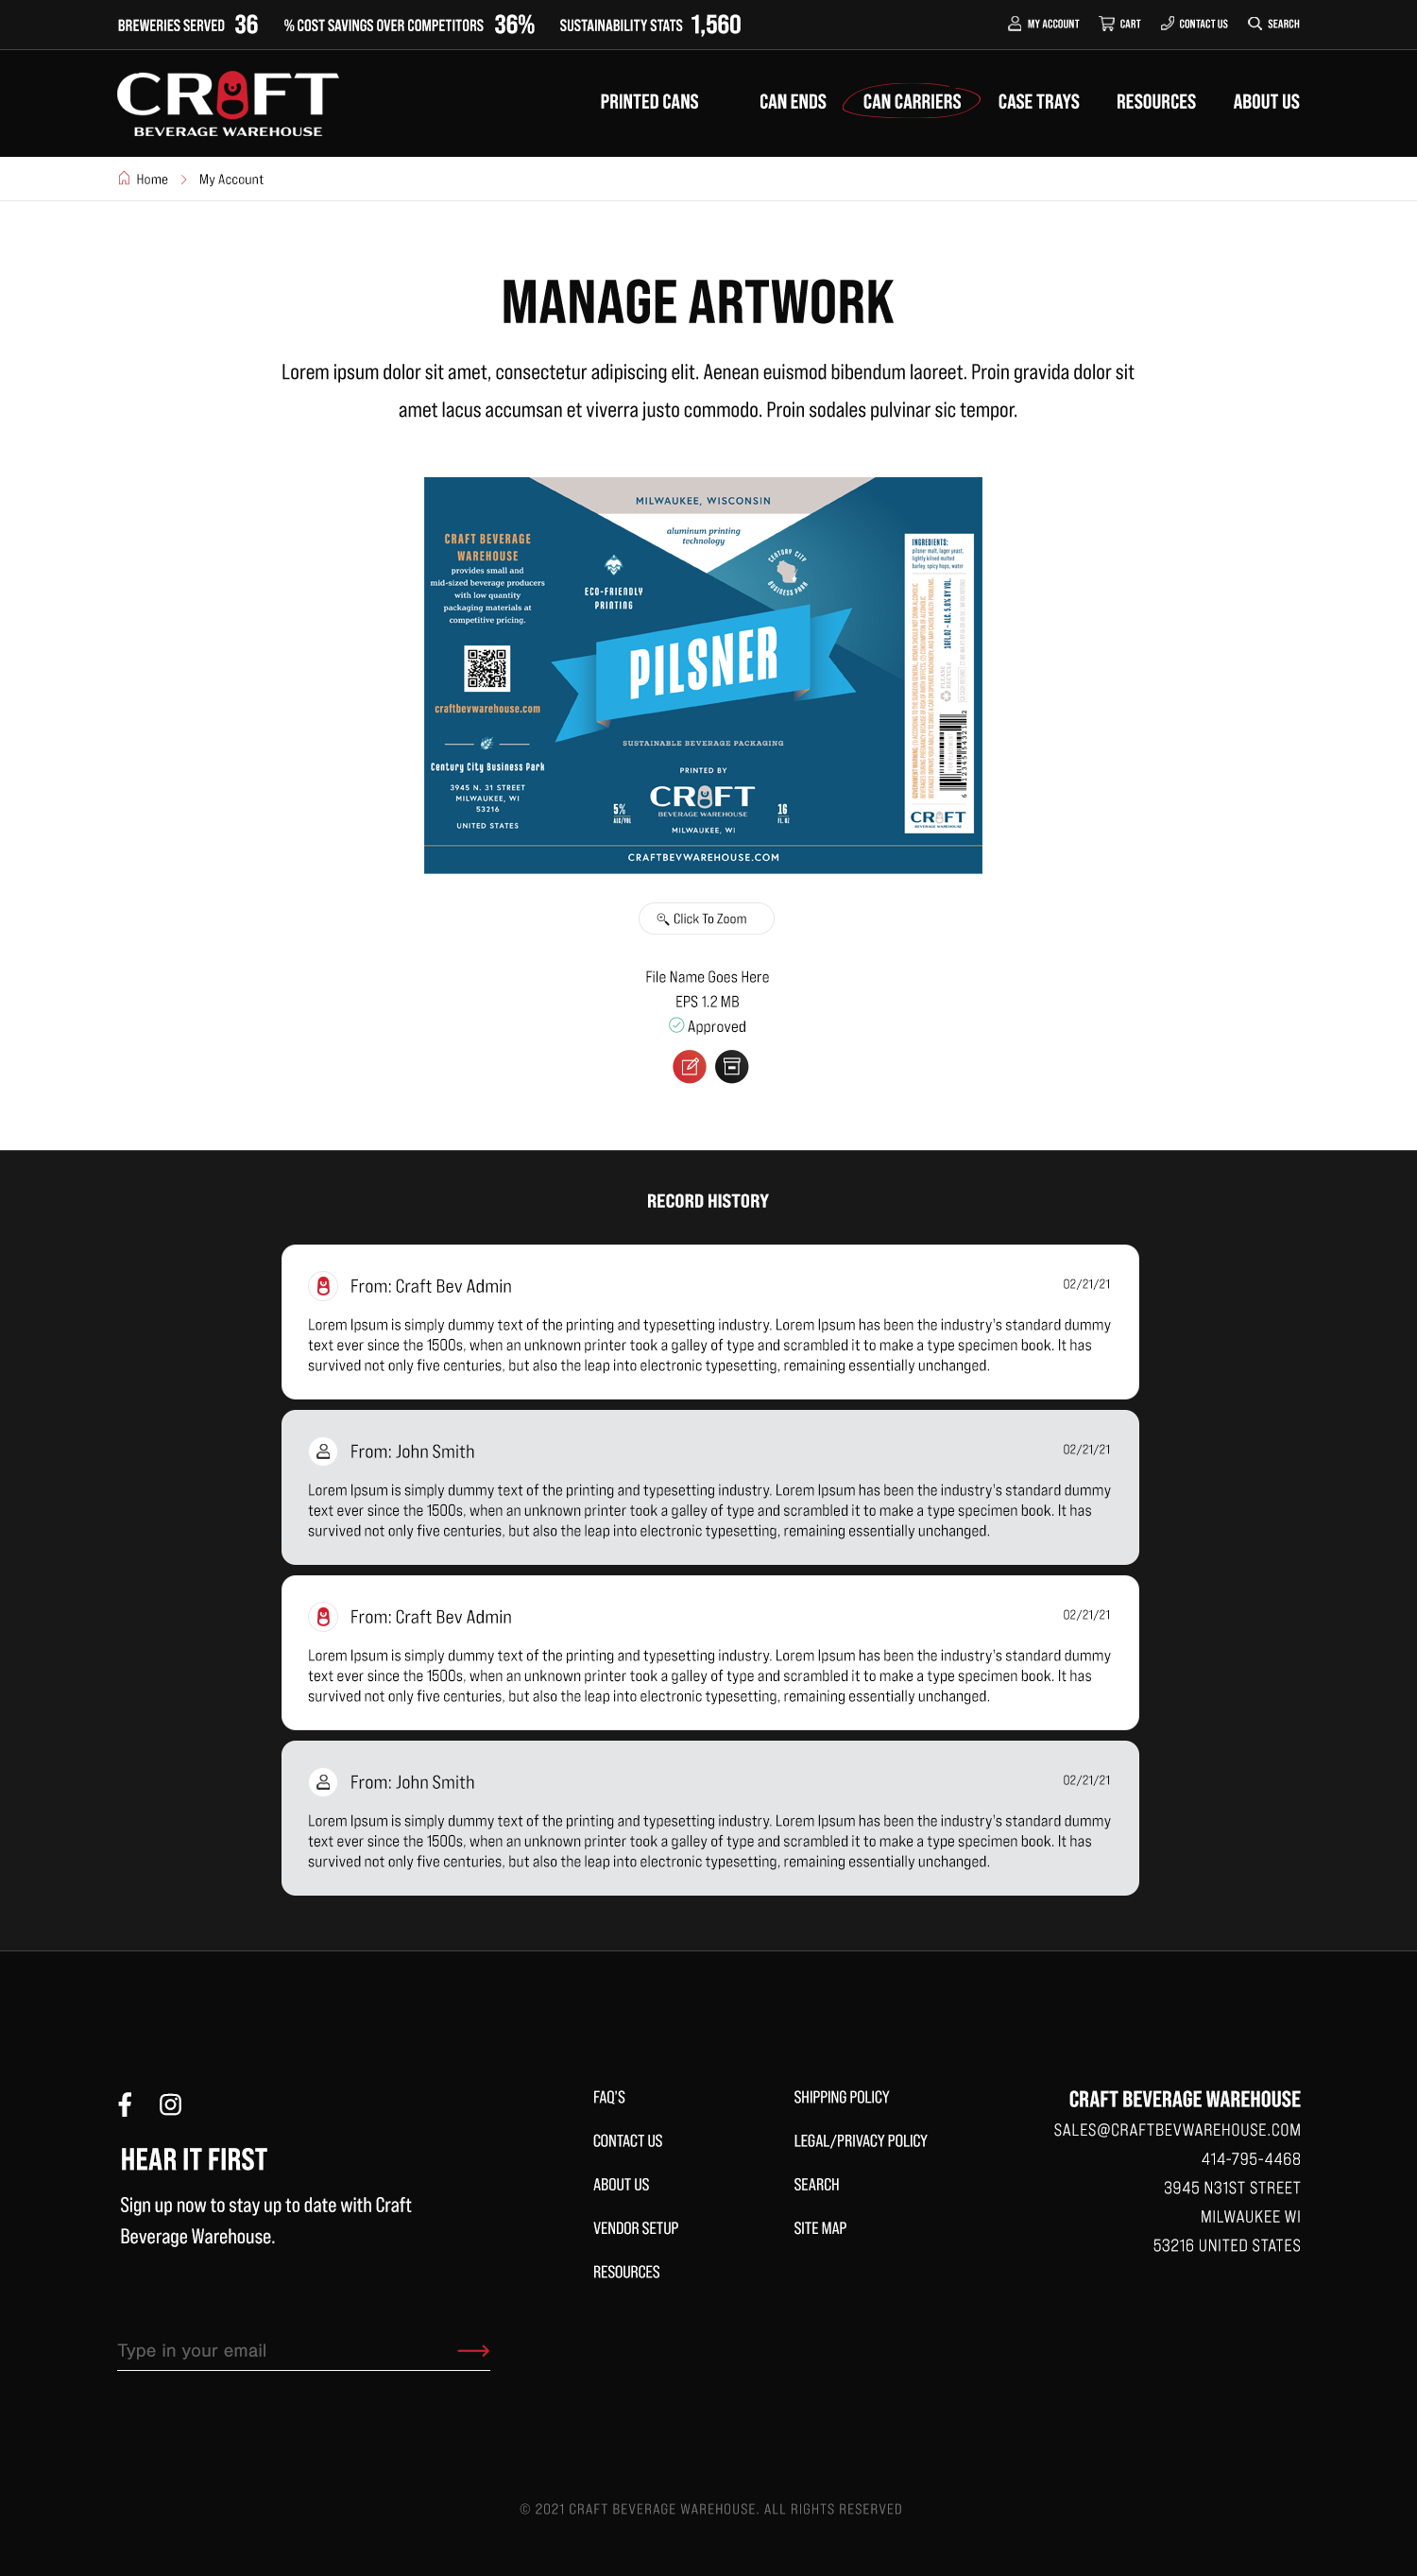 BREWERIES SERVED 36 % COST SAVINGS OVER COMPETITORS 36% SUSTAINABILITY STATS 1,560
MY ACCOUNT CART CONTACT US SEARCH
CRAFT
BEVERAGE WAREHOUSE
PRINTED CANS CAN ENDS CAN CARRIERS CASE TRAYS RESOURCES ABOUT US
Home My Account
MANAGE ARTWORK
Lorem ipsum dolor sit amet, consectetur adipiscing elit. Aenean euismod bibendum laoreet. Proin gravida dolor sit
amet lacus accumsan et viverra justo commodo. Proin sodales pulvinar sic tempor.
MILWAUKEE, WISCONSIN
aluminum printing
technology
CRAFT BEVERAGE
WAREHOUSE
provides small and
mid-sized beverage producers
with low quantity
packaging materials at
competitive pricing.
craftbevwarehouse.com
Century City Business Park
3945 N. 31 STREET
MILWAUKEE, WI
53216
UNITED STATES
ECO-FRIENDLY
PRINTING
CENTURY CITY
BUSINESS PARK
PILSNER
SUSTAINABLE BEVERAGE PACKAGING
PRINTED BY
CRAFT
BEVERAGE WAREHOUSE
MILWAUKEE, WI
5%
ALC/VOL
16
FL. OZ
CRAFTBEVWAREHOUSE.COM
INGREDIENTS:
pilsner malt, lager yeast,
lightly kilned malted
barley, spicy hops, water
16FL.OZ - ALC. 5.0% BY VOL.
PLEASE
RECYCLE
CRAFT
BEVERAGE WAREHOUSE
Click To Zoom
File Name Goes Here
EPS 1.2 MB
Approved
RECORD HISTORY
From: Craft Bev Admin 02/21/21
Lorem Ipsum is simply dummy text of the printing and typesetting industry. Lorem Ipsum has been the industry's standard dummy
text ever since the 1500s, when an unknown printer took a galley of type and scrambled it to make a type specimen book. It has
survived not only five centuries, but also the leap into electronic typesetting, remaining essentially unchanged.
From: John Smith 02/21/21
Lorem Ipsum is simply dummy text of the printing and typesetting industry. Lorem Ipsum has been the industry's standard dummy
text ever since the 1500s, when an unknown printer took a galley of type and scrambled it to make a type specimen book. It has
survived not only five centuries, but also the leap into electronic typesetting, remaining essentially unchanged.
From: Craft Bev Admin 02/21/21
Lorem Ipsum is simply dummy text of the printing and typesetting industry. Lorem Ipsum has been the industry's standard dummy
text ever since the 1500s, when an unknown printer took a galley of type and scrambled it to make a type specimen book. It has
survived not only five centuries, but also the leap into electronic typesetting, remaining essentially unchanged.
From: John Smith 02/21/21
Lorem Ipsum is simply dummy text of the printing and typesetting industry. Lorem Ipsum has been the industry's standard dummy
text ever since the 1500s, when an unknown printer took a galley of type and scrambled it to make a type specimen book. It has
survived not only five centuries, but also the leap into electronic typesetting, remaining essentially unchanged.
HEAR IT FIRST
Sign up now to stay up to date with Craft
Beverage Warehouse.
Type in your email
FAQ'S
CONTACT US
ABOUT US
VENDOR SETUP
RESOURCES
SHIPPING POLICY
LEGAL/PRIVACY POLICY
SEARCH
SITE MAP
CRAFT BEVERAGE WAREHOUSE
SALES@CRAFTBEVWAREHOUSE.COM
414-795-4468
3945 N31ST STREET
MILWAUKEE WI
53216 UNITED STATES
© 2021 CRAFT BEVERAGE WAREHOUSE. ALL RIGHTS RESERVED